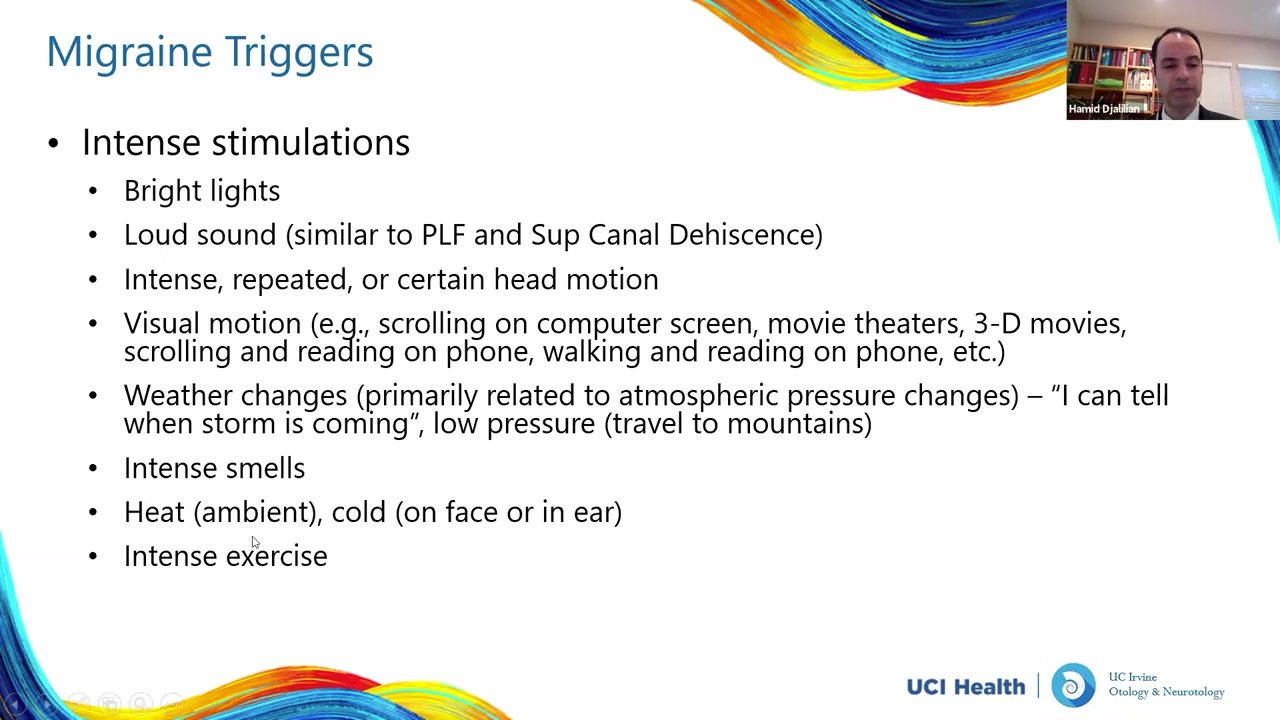 Migraine Triggers
Hamid Djalilian
• Intense stimulations
• Bright lights
• Loud sound (similar to PLF and Sup Canal Dehiscence)
• Intense, repeated, or certain head motion
• Visual motion (e.g., scrolling on computer screen, movie theaters, 3-D movies,
scrolling and reading on phone, walking and reading on phone, etc.)
• Weather changes (primarily related to atmospheric pressure changes) – “I can tell
when storm is coming”, low pressure (travel to mountains)
• Intense smells
• Heat (ambient), cold (on face or in ear)
• Intense exercise
UCI Health
UC Irvine
Otology & Neurotology